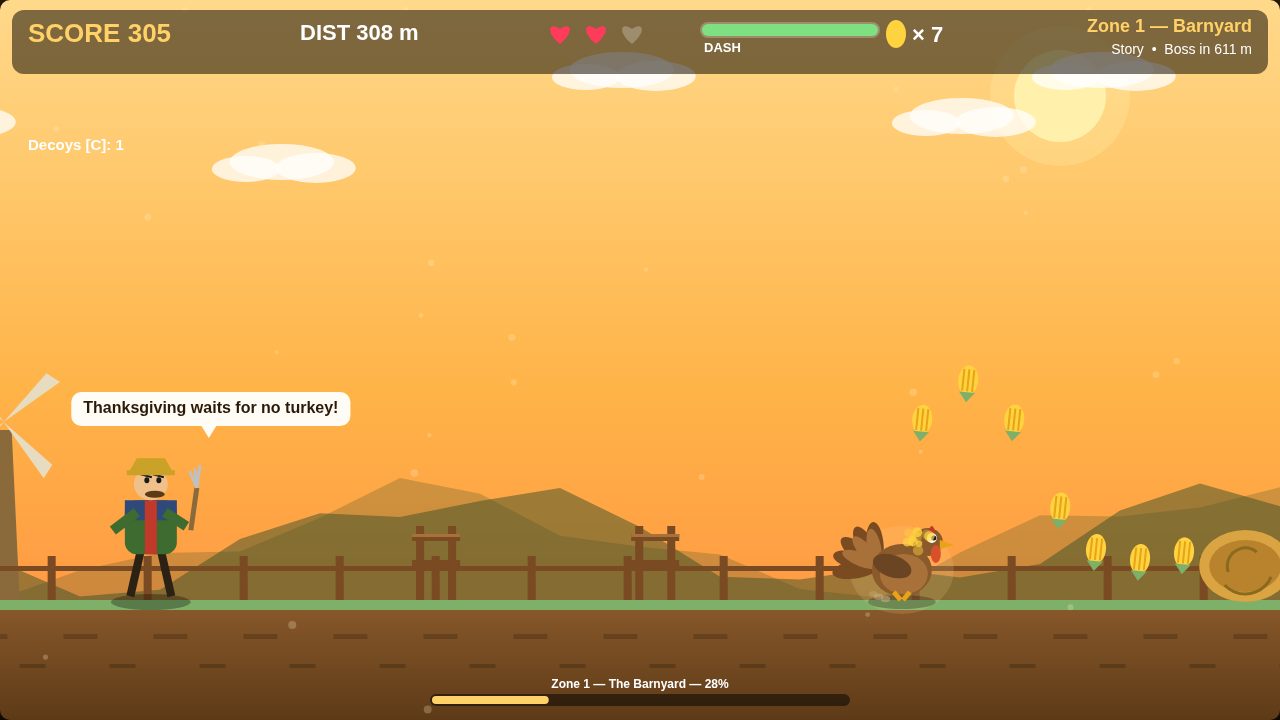 SCORE 305
DIST 308 m
DASH
× 7
Zone 1 — Barnyard
Story • Boss in 611 m
Decoys [C]: 1
Thanksgiving waits for no turkey!
Zone 1 — The Barnyard — 28%